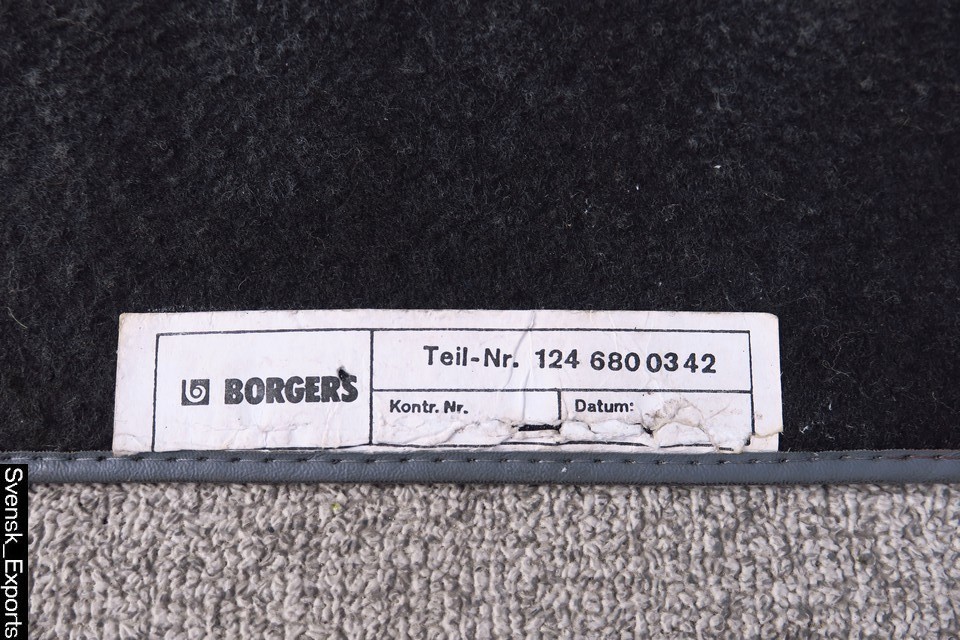 BORGERS
Teil-Nr. 124 680 03 42
Kontr. Nr.
Datum:
Svensk_Exports